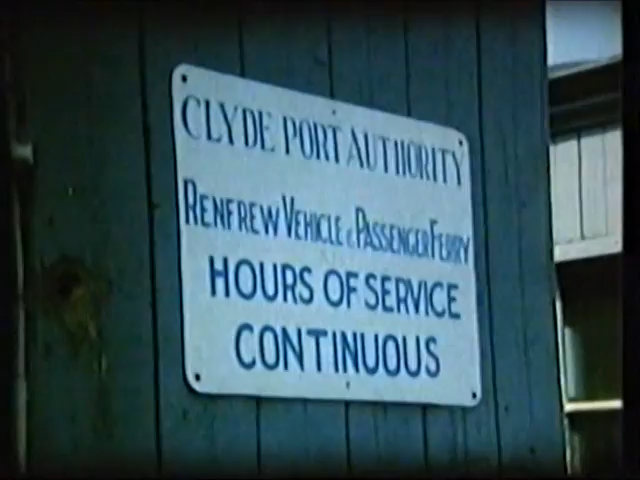 CLYDE PORT AUTHORITY
RENFREW VEHICLE & PASSENGER FERRY
HOURS OF SERVICE
CONTINUOUS